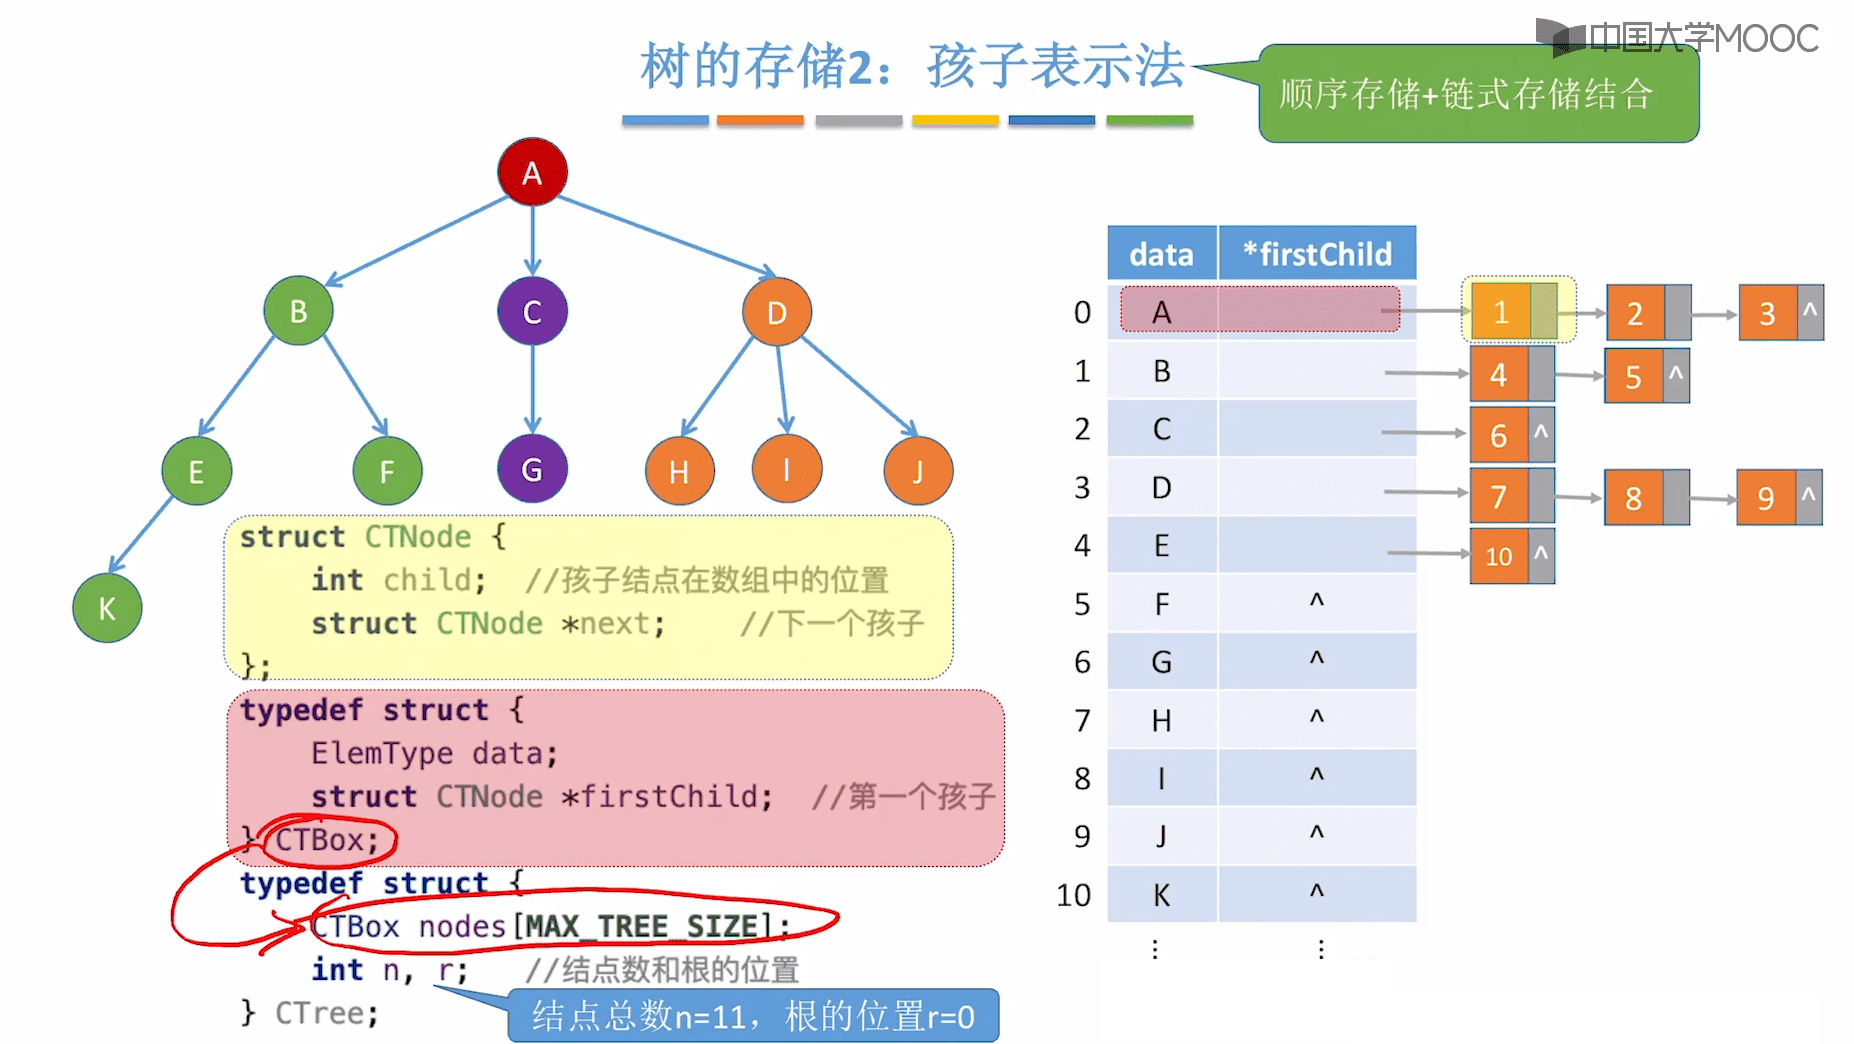 中国大学MOOC
树的存储2：孩子表示法
顺序存储+链式存储结合
A
B
C
D
E
F
G
H
I
J
K
struct CTNode {
int child; //孩子结点在数组中的位置
struct CTNode *next; //下一个孩子
};
typedef struct {
ElemType data;
struct CTNode *firstChild; //第一个孩子
} CTBox;
typedef struct {
CTBox nodes[MAX_TREE_SIZE];
int n, r; //结点数和根的位置
} CTree;
结点总数n=11，根的位置r=0
data *firstChild
0 A 1 2 3 ^
1 B 4 5 ^
2 C 6 ^
3 D 7 8 9 ^
4 E 10 ^
5 F ^
6 G ^
7 H ^
8 I ^
9 J ^
10 K ^
⋮ ⋮